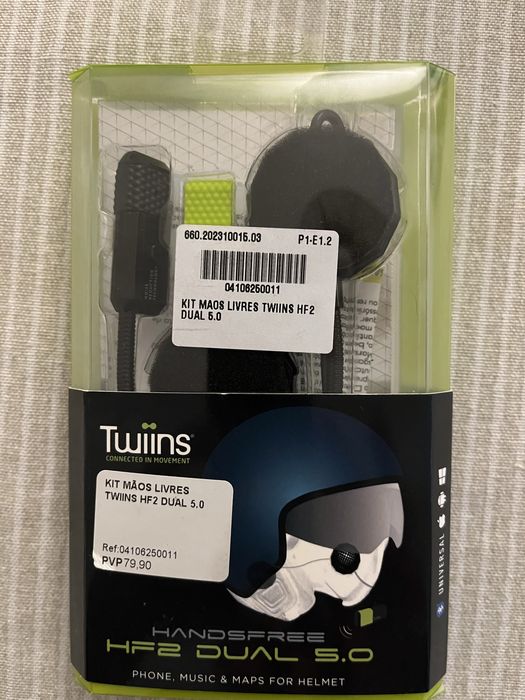 660.202310015.03 P1-E1.2
04106250011
KIT MAOS LIVRES TWIINS HF2
DUAL 5.0
Twiins
CONNECTED IN MOVEMENT
KIT MÃOS LIVRES
TWIINS HF2 DUAL 5.0
Ref:04106250011
PVP79,90
UNIVERSAL
HANDSFREE
HF2 DUAL 5.0
PHONE, MUSIC & MAPS FOR HELMET